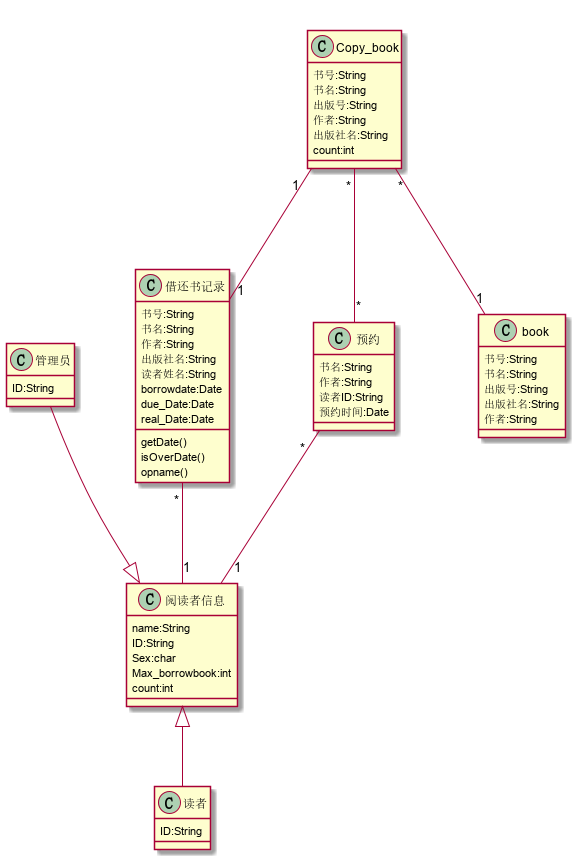 C Copy_book
书号:String
书名:String
出版号:String
作者:String
出版社名:String
count:int
1
*
*
C 借还书记录
书号:String
书名:String
作者:String
出版社名:String
读者姓名:String
borrowdate:Date
due_Date:Date
real_Date:Date
getDate()
isOverDate()
opname()
1
*
C 预约
书名:String
作者:String
读者ID:String
预约时间:Date
1
C book
书号:String
书名:String
出版号:String
出版社名:String
作者:String
C 管理员
ID:String
*
*
1
1
C 阅读者信息
name:String
ID:String
Sex:char
Max_borrowbook:int
count:int
C 读者
ID:String